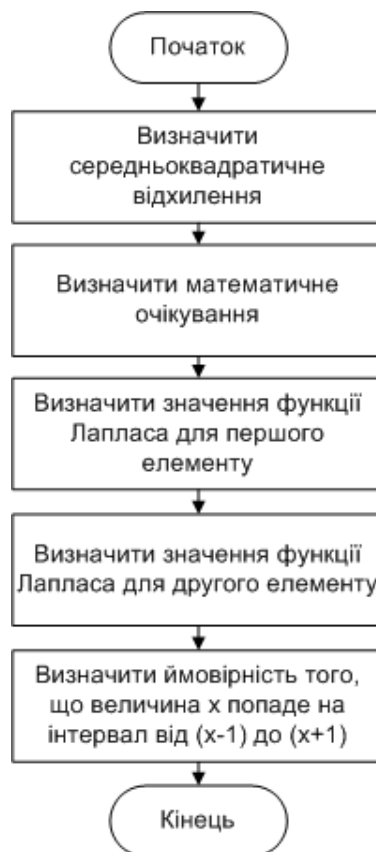 Початок
Визначити
середньоквадратичне
відхилення
Визначити математичне
очікування
Визначити значення функції
Лапласа для першого
елементу
Визначити значення функції
Лапласа для другого елементу
Визначити ймовірність того,
що величина х попаде на
інтервал від (х-1) до (х+1)
Кінець